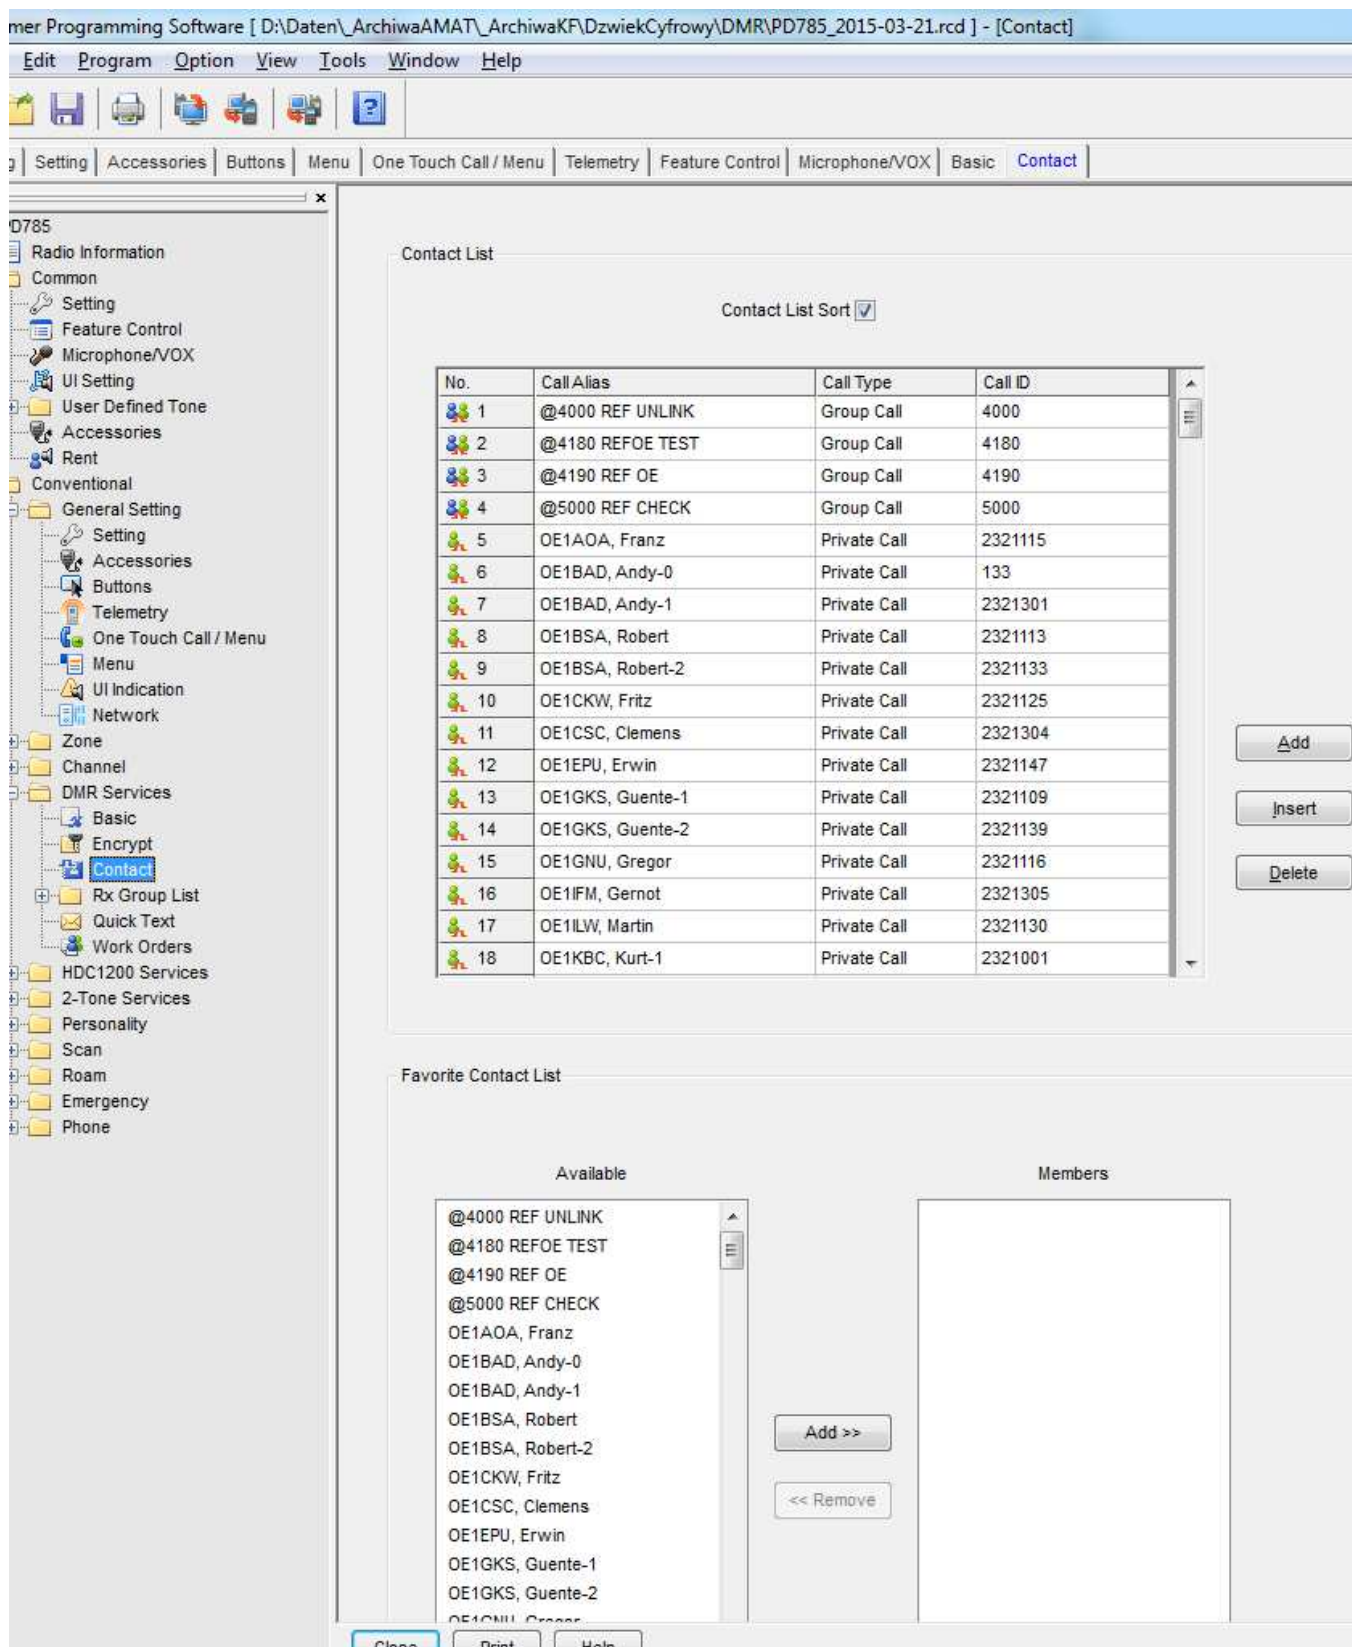 mer Programming Software [ D:\Daten\_ArchiwaAMAT\_ArchiwaKF\DzwiekCyfrowy\DMR\PD785_2015-03-21.rcd ] - [Contact]
Edit Program Option View Tools Window Help
Setting Accessories Buttons Menu One Touch Call / Menu Telemetry Feature Control Microphone/VOX Basic Contact
PD785
Radio Information
Common
Setting
Feature Control
Microphone/VOX
UI Setting
User Defined Tone
Accessories
Rent
Conventional
General Setting
Setting
Accessories
Buttons
Telemetry
One Touch Call / Menu
Menu
UI Indication
Network
Zone
Channel
DMR Services
Basic
Encrypt
Contact
Rx Group List
Quick Text
Work Orders
HDC1200 Services
2-Tone Services
Personality
Scan
Roam
Emergency
Phone
Contact List
Contact List Sort
No. Call Alias Call Type Call ID
1 @4000 REF UNLINK Group Call 4000
2 @4180 REFOE TEST Group Call 4180
3 @4190 REF OE Group Call 4190
4 @5000 REF CHECK Group Call 5000
5 OE1AOA, Franz Private Call 2321115
6 OE1BAD, Andy-0 Private Call 133
7 OE1BAD, Andy-1 Private Call 2321301
8 OE1BSA, Robert Private Call 2321113
9 OE1BSA, Robert-2 Private Call 2321133
10 OE1CKW, Fritz Private Call 2321125
11 OE1CSC, Clemens Private Call 2321304
12 OE1EPU, Erwin Private Call 2321147
13 OE1GKS, Guente-1 Private Call 2321109
14 OE1GKS, Guente-2 Private Call 2321139
15 OE1GNU, Gregor Private Call 2321116
16 OE1IFM, Gernot Private Call 2321305
17 OE1ILW, Martin Private Call 2321130
18 OE1KBC, Kurt-1 Private Call 2321001
Add
Insert
Delete
Favorite Contact List
Available Members
@4000 REF UNLINK
@4180 REFOE TEST
@4190 REF OE
@5000 REF CHECK
OE1AOA, Franz
OE1BAD, Andy-0
OE1BAD, Andy-1
OE1BSA, Robert
OE1BSA, Robert-2
OE1CKW, Fritz
OE1CSC, Clemens
OE1EPU, Erwin
OE1GKS, Guente-1
OE1GKS, Guente-2
OE1GNU, Gregor
Add >>
<< Remove
Close Print Help